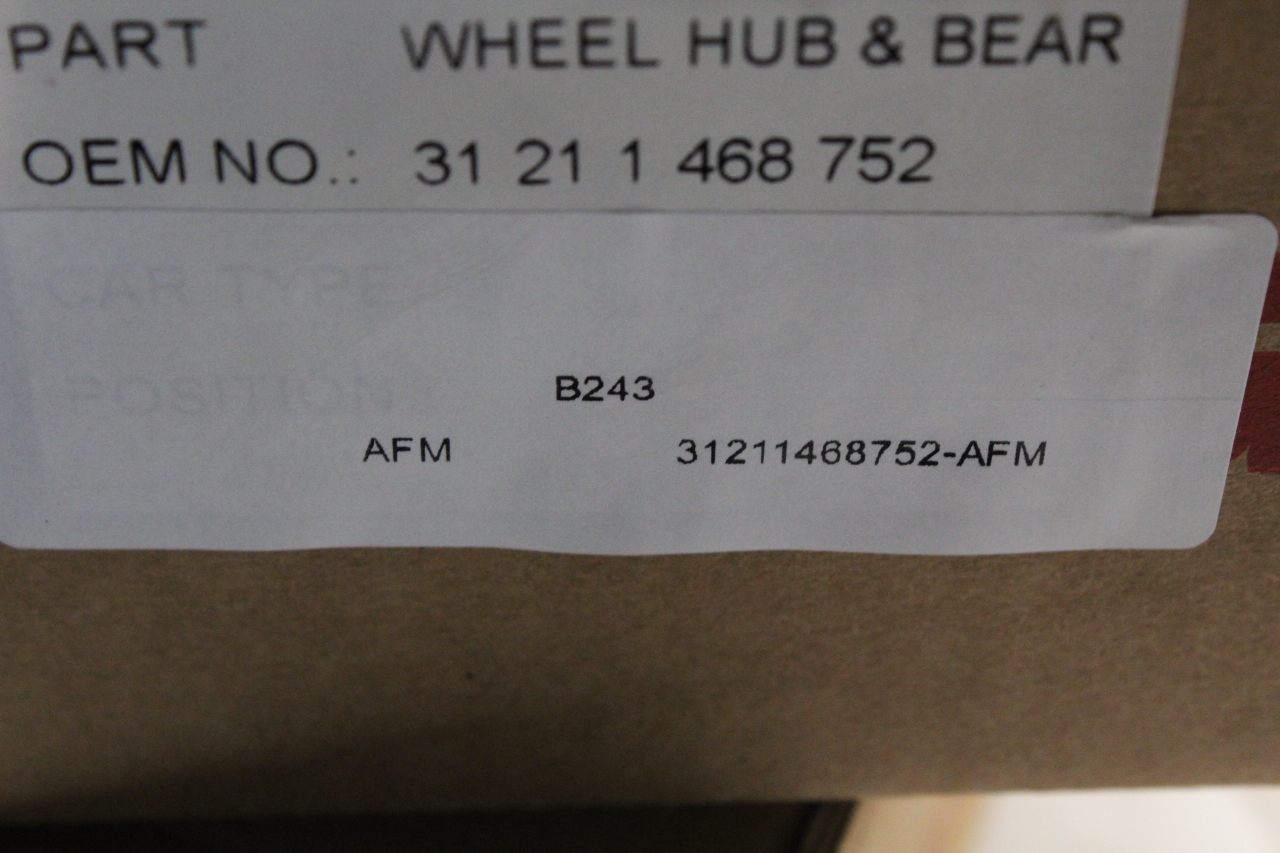 PART WHEEL HUB & BEAR
OEM NO.: 31 21 1 468 752
CAR TYPE
POSITION
B243
AFM 31211468752-AFM